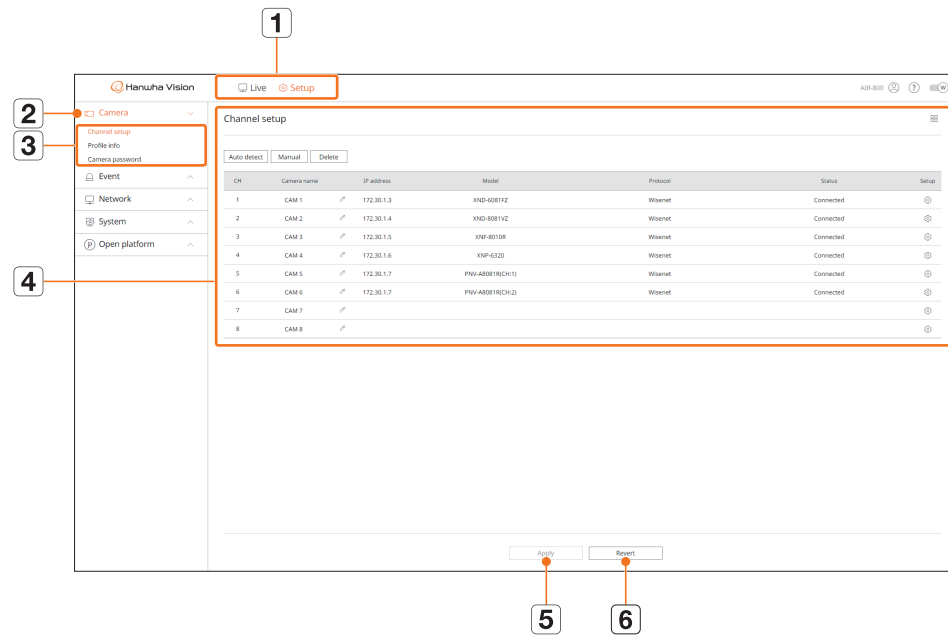 1
Hanwha Vision
Live
Setup
AIB-800
?
W
2
Camera
3
Channel setup
Profile info
Camera password
Event
Network
System
P Open platform
4
Channel setup
Auto detect Manual Delete
CH Camera name IP address Model Protocol Status Setup
1 CAM 1 172.30.1.3 XND-6081FZ Wisenet Connected
2 CAM 2 172.30.1.4 XND-8081VZ Wisenet Connected
3 CAM 3 172.30.1.5 XNF-8010R Wisenet Connected
4 CAM 4 172.30.1.6 XNP-6320 Wisenet Connected
5 CAM 5 172.30.1.7 PNV-A8081R(CH:1) Wisenet Connected
6 CAM 6 172.30.1.7 PNV-A8081R(CH:2) Wisenet Connected
7 CAM 7
8 CAM 8
Apply Revert
5 6